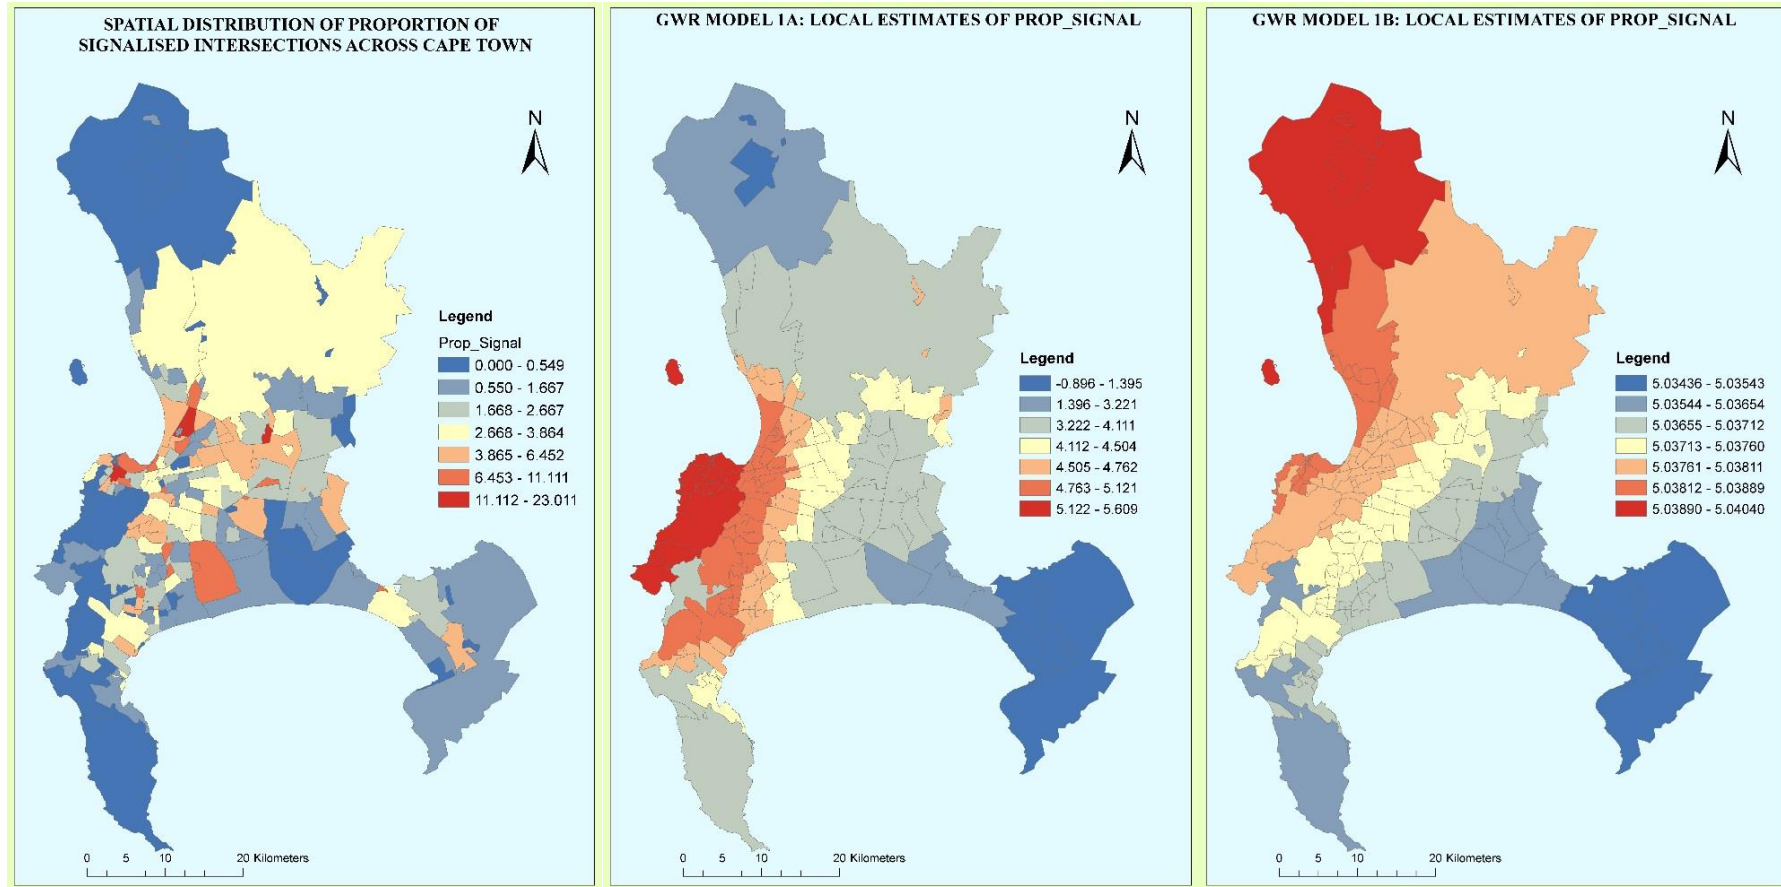 SPATIAL DISTRIBUTION OF PROPORTION OF
SIGNALISED INTERSECTIONS ACROSS CAPE TOWN
N
Legend
Prop_Signal
0.000 - 0.549
0.550 - 1.667
1.668 - 2.667
2.668 - 3.864
3.865 - 6.452
6.453 - 11.111
11.112 - 23.011
0 5 10 20 Kilometers
GWR MODEL 1A: LOCAL ESTIMATES OF PROP_SIGNAL
N
Legend
-0.896 - 1.395
1.396 - 3.221
3.222 - 4.111
4.112 - 4.504
4.505 - 4.762
4.763 - 5.121
5.122 - 5.609
0 5 10 20 Kilometers
GWR MODEL 1B: LOCAL ESTIMATES OF PROP_SIGNAL
N
Legend
5.03436 - 5.03543
5.03544 - 5.03654
5.03655 - 5.03712
5.03713 - 5.03760
5.03761 - 5.03811
5.03812 - 5.03889
5.03890 - 5.04040
0 5 10 20 Kilometers